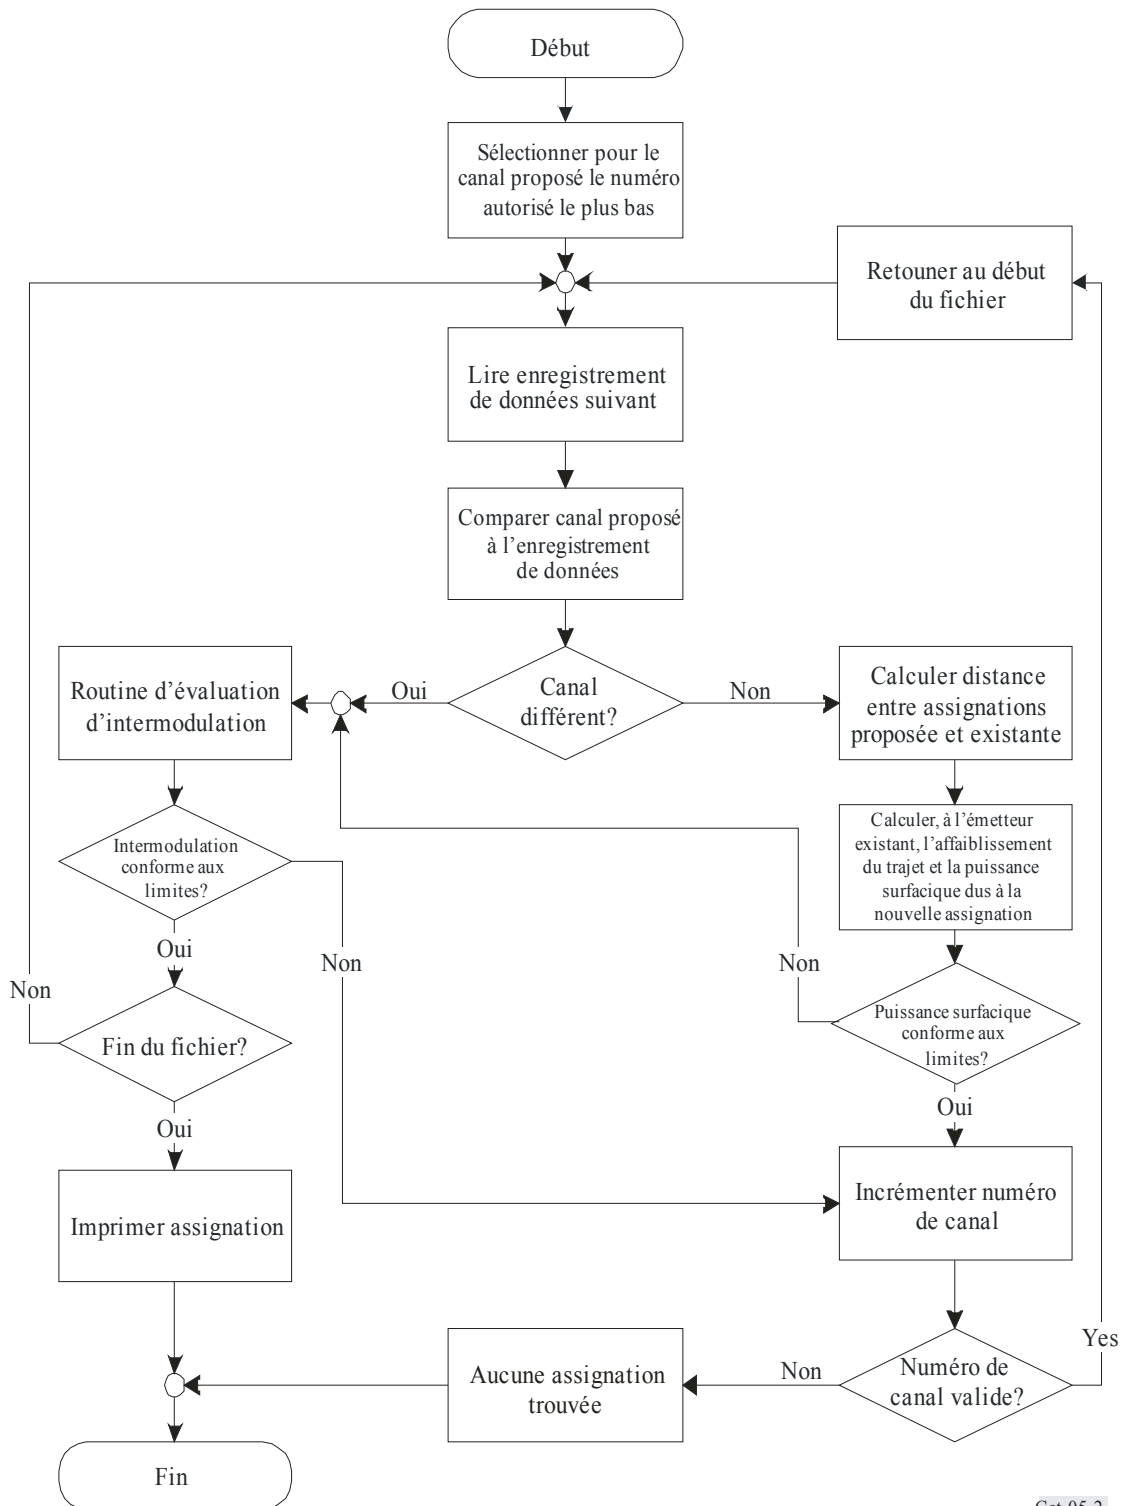 Début
Sélectionner pour le
canal proposé le numéro
autorisé le plus bas
Retouner au début
du fichier
Lire enregistrement
de données suivant
Comparer canal proposé
à l'enregistrement
de données
Canal
différent?
Oui
Non
Routine d'évaluation
d'intermodulation
Calculer distance
entre assignations
proposée et existante
Intermodulation
conforme aux
limites?
Calculer, à l'émetteur
existant, l'affaiblissement
du trajet et la puissance
surfacique dus à la
nouvelle assignation
Oui
Non
Non
Non
Fin du fichier?
Puissance surfacique
conforme aux
limites?
Oui
Oui
Imprimer assignation
Incrémenter numéro
de canal
Yes
Aucune assignation
trouvée
Non
Numéro de
canal valide?
Fin